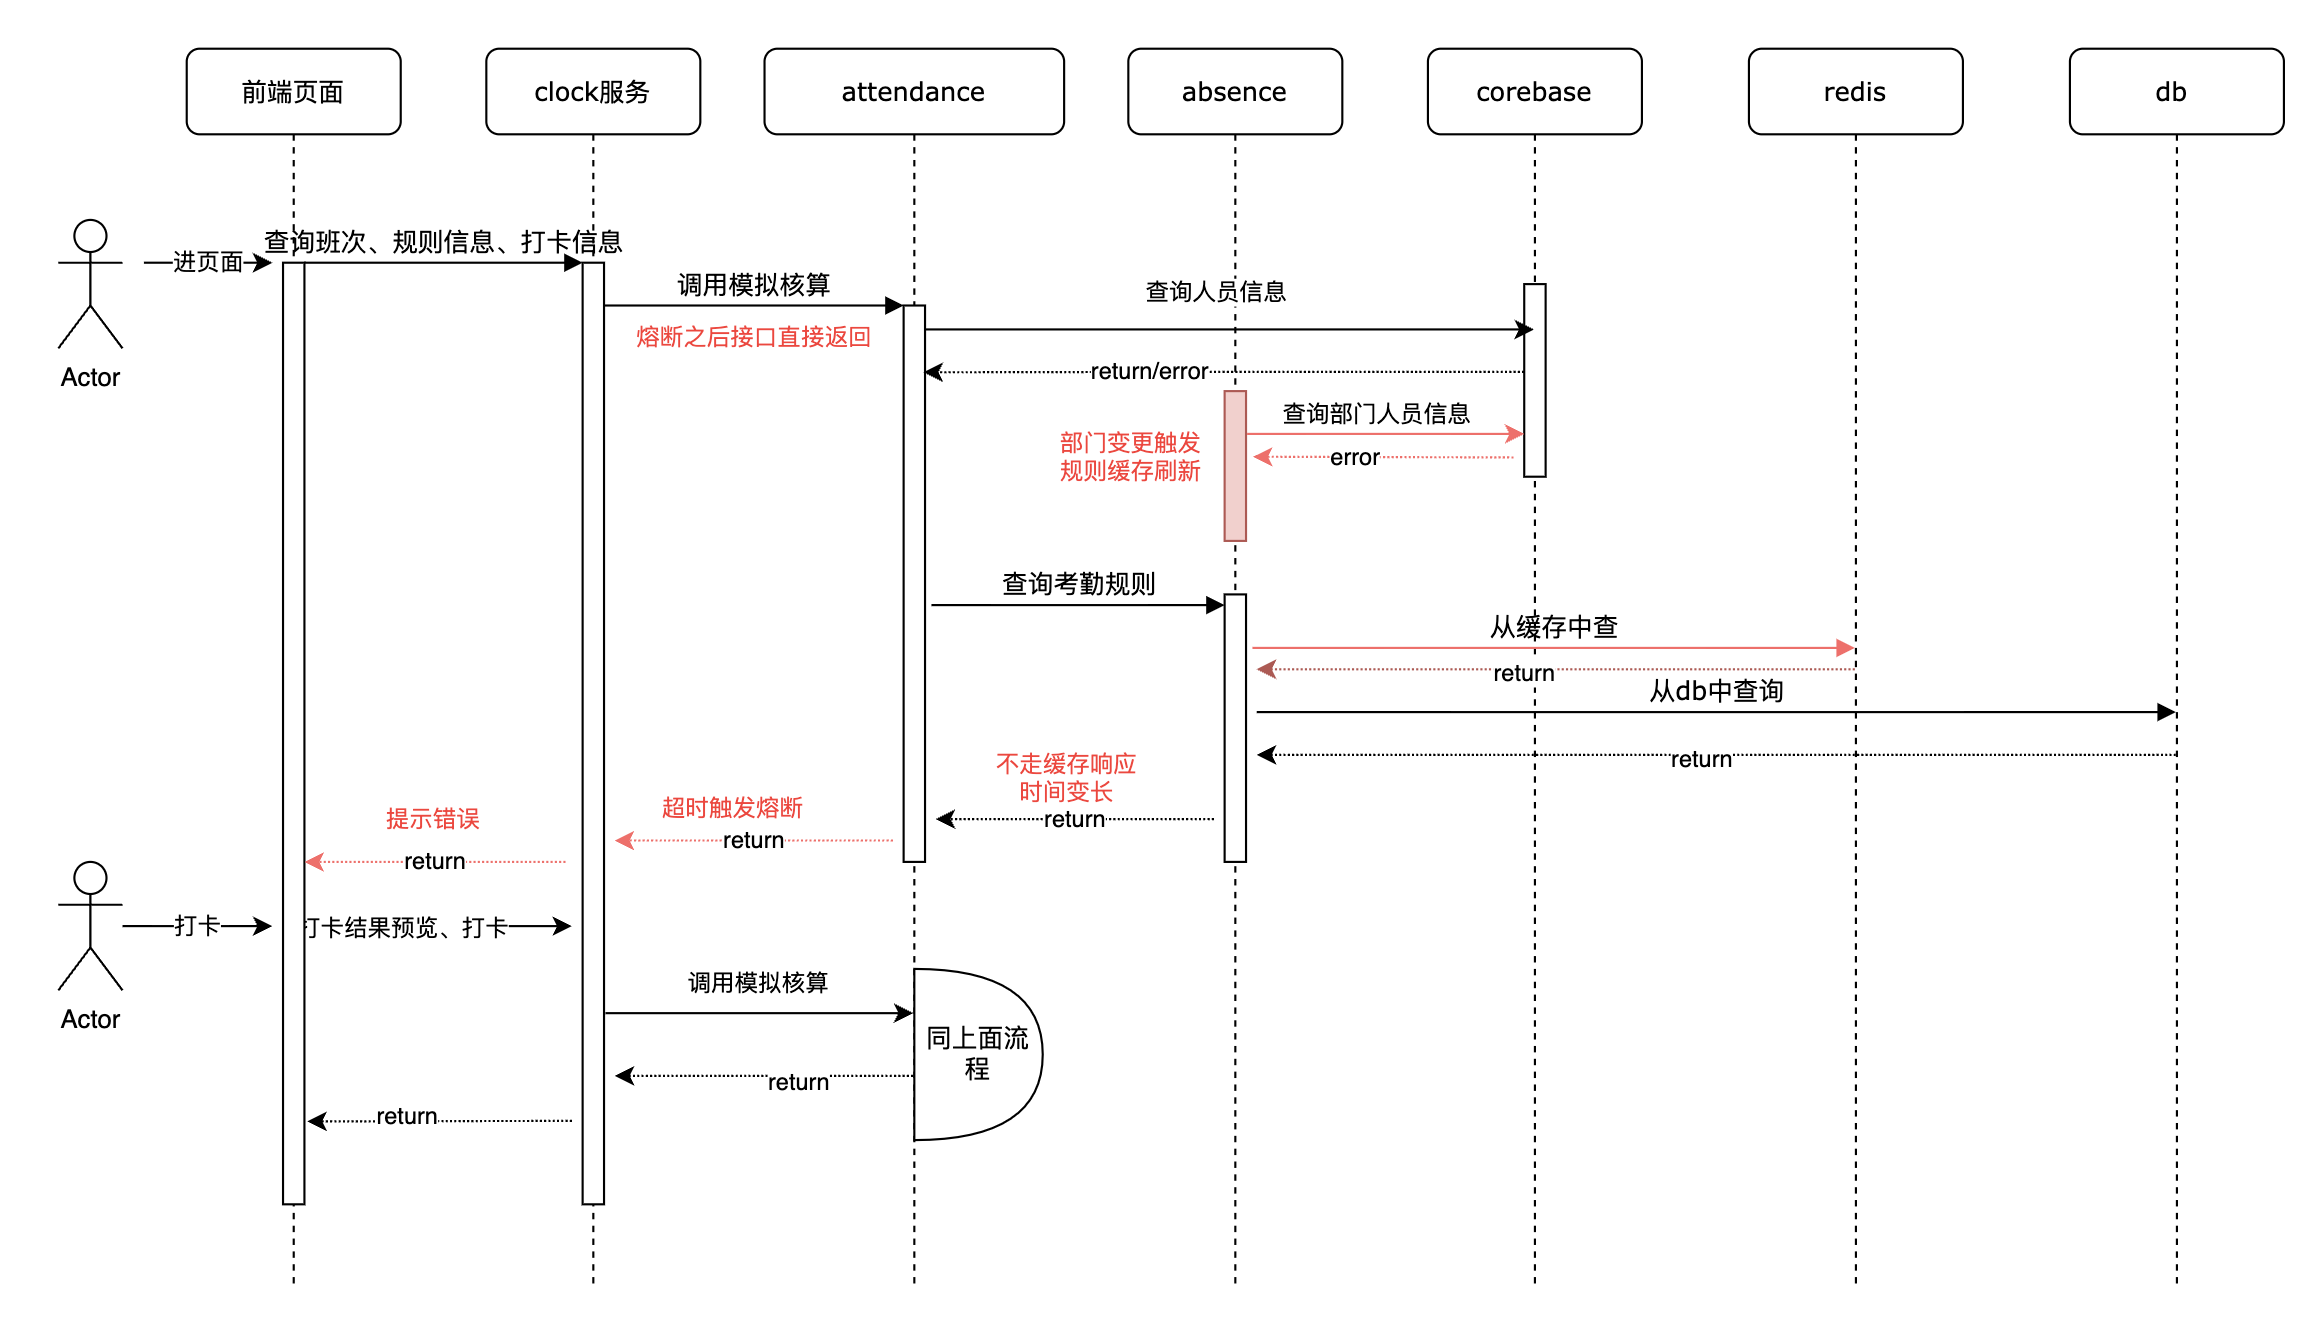 前端页面
clock服务
attendance
absence
corebase
redis
db
查询班次、规则信息、打卡信息
进页面
调用模拟核算
查询人员信息
熔断之后接口直接返回
return/error
Actor
查询部门人员信息
部门变更触发
规则缓存刷新
error
查询考勤规则
从缓存中查
return
从db中查询
return
不走缓存响应
时间变长
return
超时触发熔断
return
提示错误
return
打卡
打卡结果预览、打卡
调用模拟核算
Actor
同上面流
程
return
return